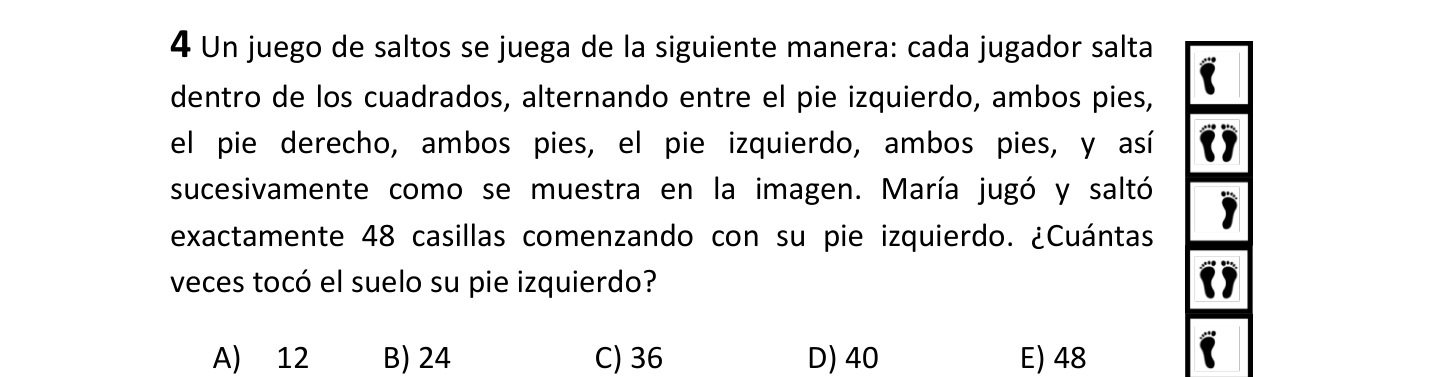 4 Un juego de saltos se juega de la siguiente manera: cada jugador salta
dentro de los cuadrados, alternando entre el pie izquierdo, ambos pies,
el pie derecho, ambos pies, el pie izquierdo, ambos pies, y así
sucesivamente como se muestra en la imagen. María jugó y saltó
exactamente 48 casillas comenzando con su pie izquierdo. ¿Cuántas
veces tocó el suelo su pie izquierdo?
A) 12 B) 24 C) 36 D) 40 E) 48